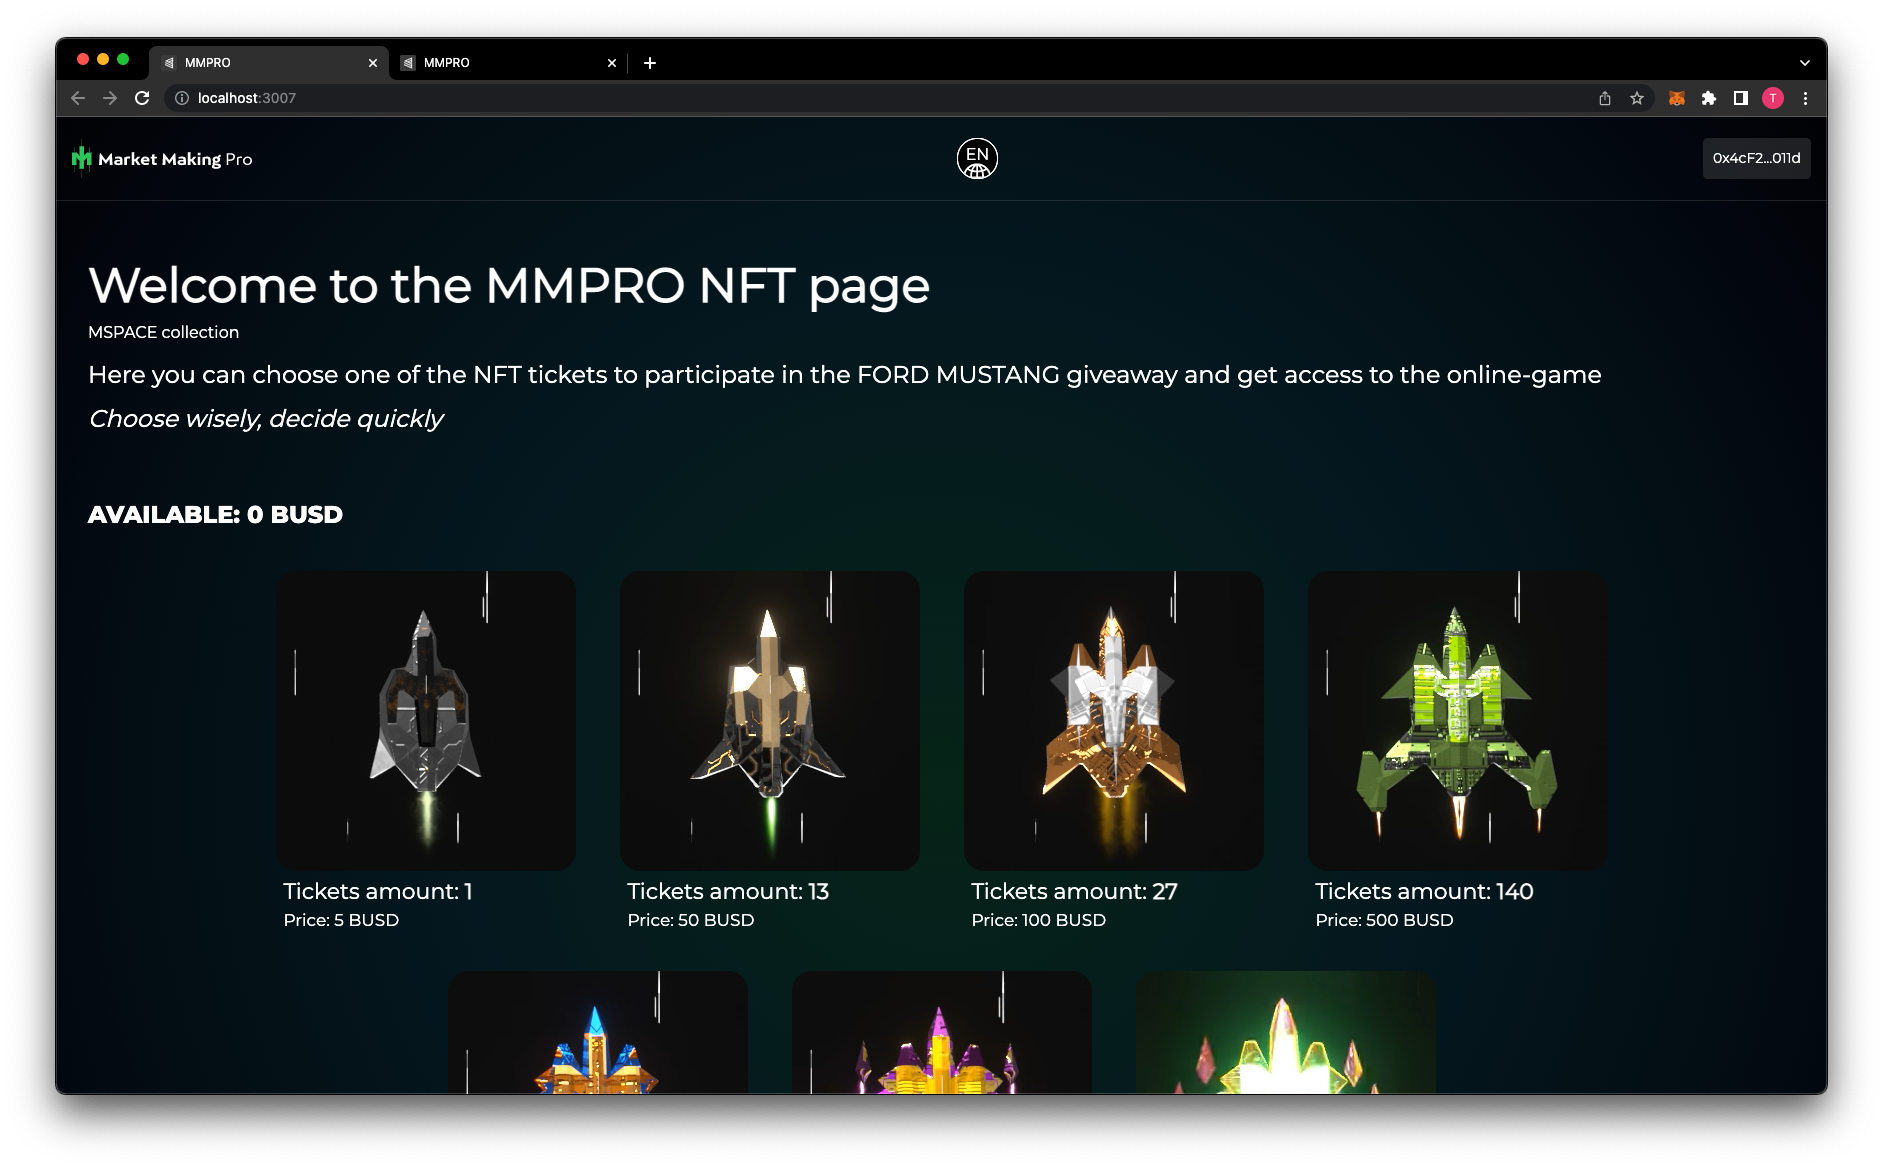 MMPRO
MMPRO
localhost:3007
T
Market Making Pro
EN
0x4cF2...011d
Welcome to the MMPRO NFT page
MSPACE collection
Here you can choose one of the NFT tickets to participate in the FORD MUSTANG giveaway and get access to the online-game
Choose wisely, decide quickly
AVAILABLE: 0 BUSD
Tickets amount: 1
Price: 5 BUSD
Tickets amount: 13
Price: 50 BUSD
Tickets amount: 27
Price: 100 BUSD
Tickets amount: 140
Price: 500 BUSD